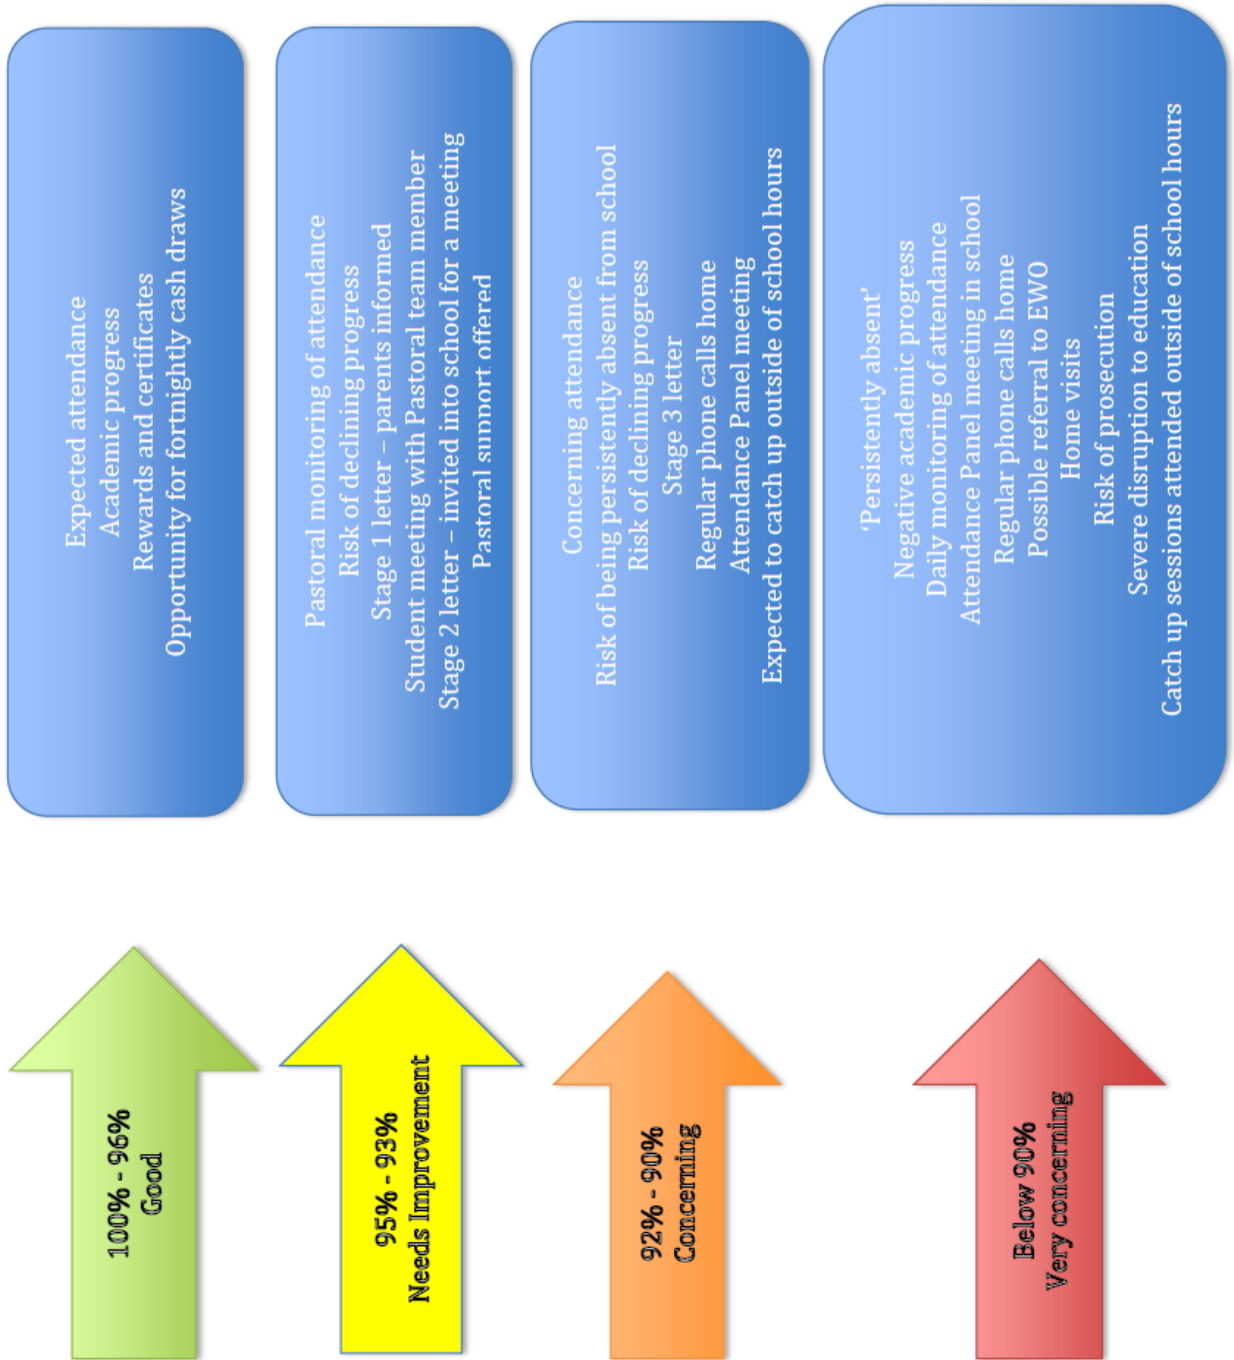 100% - 96%
Good
Expected attendance
Academic progress
Rewards and certificates
Opportunity for fortnightly cash draws
95% - 93%
Needs Improvement
Pastoral monitoring of attendance
Risk of declining progress
Stage 1 letter – parents informed
Student meeting with Pastoral team member
Stage 2 letter – invited into school for a meeting
Pastoral support offered
92% - 90%
Concerning
Concerning attendance
Risk of being persistently absent from school
Risk of declining progress
Stage 3 letter
Regular phone calls home
Attendance Panel meeting
Expected to catch up outside of school hours
Below 90%
Very concerning
‘Persistently absent’
Negative academic progress
Daily monitoring of attendance
Attendance Panel meeting in school
Regular phone calls home
Possible referral to EWO
Home visits
Risk of prosecution
Severe disruption to education
Catch up sessions attended outside of school hours